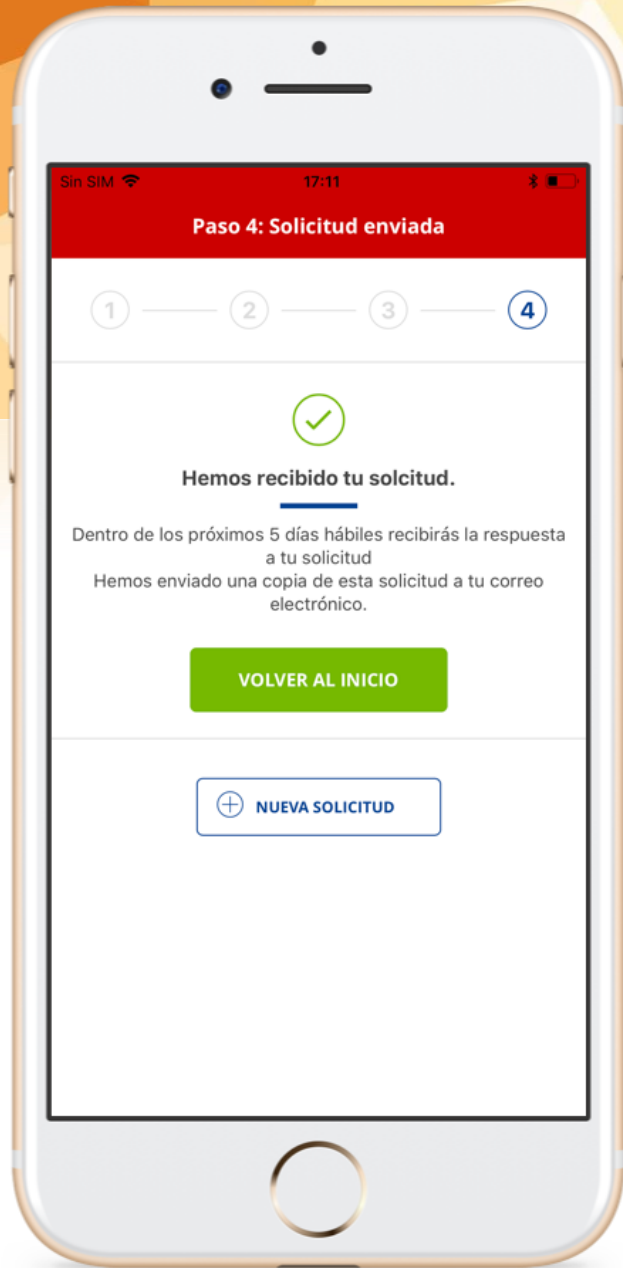 Sin SIM 17:11
Paso 4: Solicitud enviada
1 2 3 4
Hemos recibido tu solcitud.
Dentro de los próximos 5 días hábiles recibirás la respuesta
a tu solicitud
Hemos enviado una copia de esta solicitud a tu correo
electrónico.
VOLVER AL INICIO
NUEVA SOLICITUD